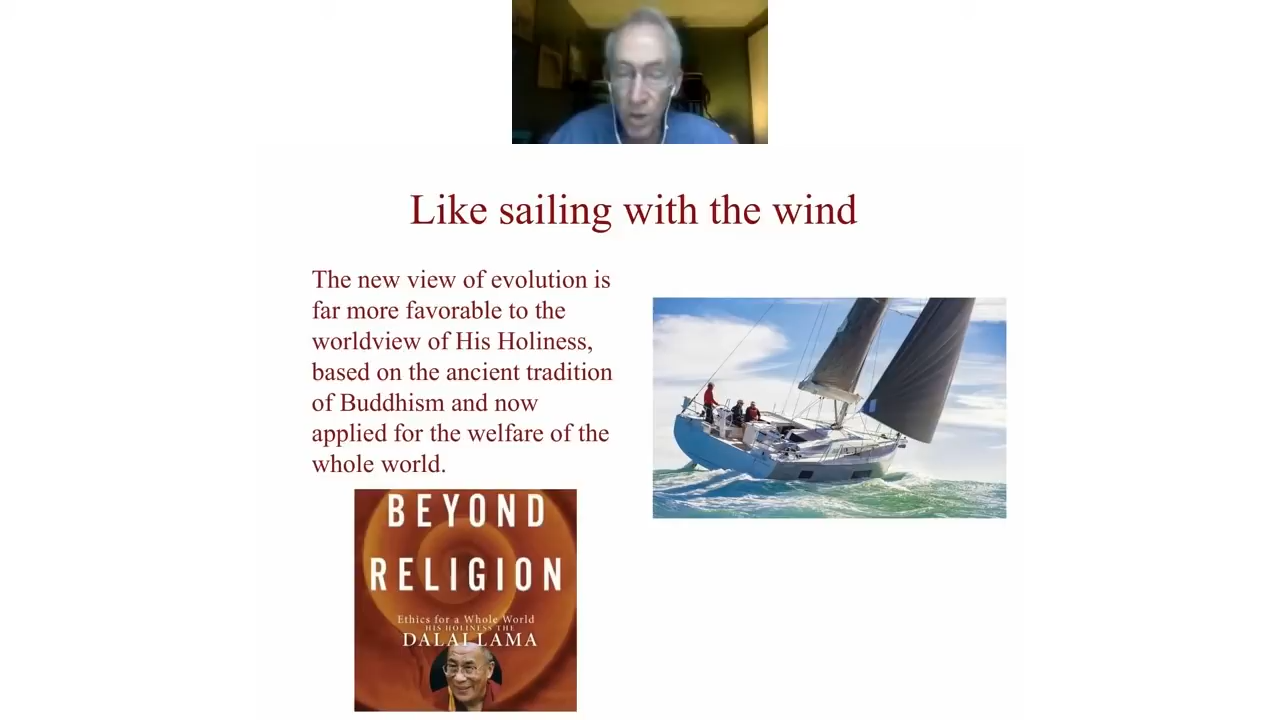 Like sailing with the wind
The new view of evolution is
far more favorable to the
worldview of His Holiness,
based on the ancient tradition
of Buddhism and now
applied for the welfare of the
whole world.
BEYOND
RELIGION
Ethics for a Whole World
HIS HOLINESS THE
DALAI LAMA